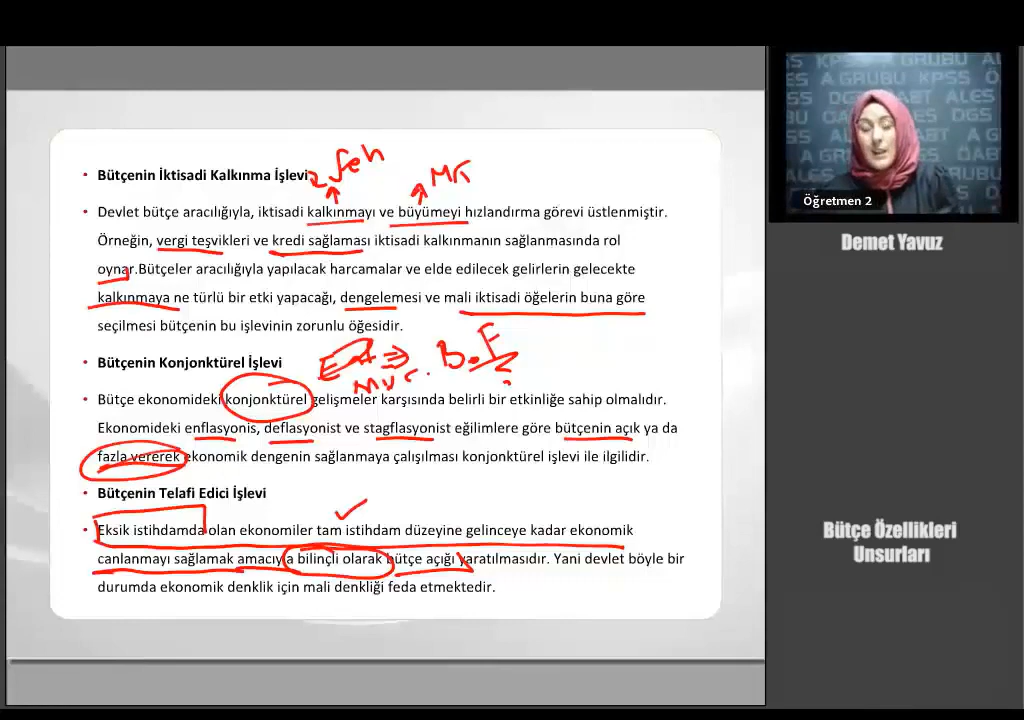 Bütçenin İktisadi Kalkınma İşlevi
Devlet bütçe aracılığıyla, iktisadi kalkınmayı ve büyümeyi hızlandırma görevi üstlenmiştir.
Örneğin, vergi teşvikleri ve kredi sağlaması iktisadi kalkınmanın sağlanmasında rol
oynar.Bütçeler aracılığıyla yapılacak harcamalar ve elde edilecek gelirlerin gelecekte
kalkınmaya ne türlü bir etki yapacağı, dengelemesi ve mali iktisadi öğelerin buna göre
seçilmesi bütçenin bu işlevinin zorunlu öğesidir.
Bütçenin Konjonktürel İşlevi
Bütçe ekonomideki konjonktürel gelişmeler karşısında belirli bir etkinliğe sahip olmalıdır.
Ekonomideki enflasyonis, deflasyonist ve stagflasyonist eğilimlere göre bütçenin açık ya da
fazla vererek ekonomik dengenin sağlanmaya çalışılması konjonktürel işlevi ile ilgilidir.
Bütçenin Telafi Edici İşlevi
Eksik istihdamda olan ekonomiler tam istihdam düzeyine gelinceye kadar ekonomik
canlanmayı sağlamak amacıyla bilinçli olarak bütçe açığı yaratılmasıdır. Yani devlet böyle bir
durumda ekonomik denklik için mali denkliği feda etmektedir.
Öğretmen 2
Demet Yavuz
Bütçe Özellikleri
Unsurları